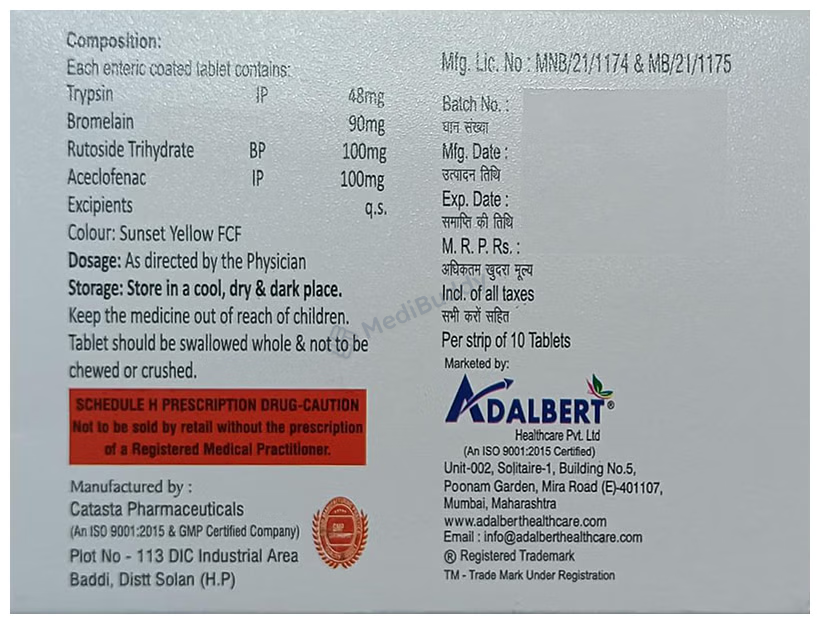 Composition:
Each enteric coated tablet contains:
Trypsin IP 48mg
Bromelain 90mg
Rutoside Trihydrate BP 100mg
Aceclofenac IP 100mg
Excipients q.s.
Colour: Sunset Yellow FCF
Dosage: As directed by the Physician
Storage: Store in a cool, dry & dark place.
Keep the medicine out of reach of children.
Tablet should be swallowed whole & not to be
chewed or crushed.
SCHEDULE H PRESCRIPTION DRUG-CAUTION
Not to be sold by retail without the prescription
of a Registered Medical Practitioner.
Manufactured by :
Catasta Pharmaceuticals
(An ISO 9001:2015 & GMP Certified Company)
Plot No - 113 DIC Industrial Area
Baddi, Distt Solan (H.P)
GMP
Mfg. Lic. No : MNB/21/1174 & MB/21/1175
Batch No. :
घान संख्या
Mfg. Date :
उत्पादन तिथि
Exp. Date :
समाप्ति की तिथि
M. R. P. Rs. :
अधिकतम खुदरा मूल्य
Incl. of all taxes
सभी करों सहित
Per strip of 10 Tablets
Marketed by:
ADALBERT®
Healthcare Pvt. Ltd
(An ISO 9001:2015 Certified)
Unit-002, Solitaire-1, Building No.5,
Poonam Garden, Mira Road (E)-401107,
Mumbai, Maharashtra
www.adalberthealthcare.com
Email : info@adalberthealthcare.com
® Registered Trademark
TM - Trade Mark Under Registration
MediBuddy